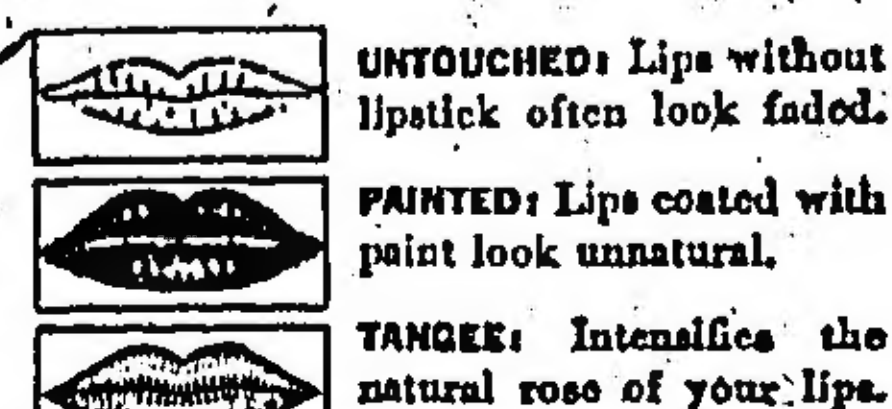 UNTOUCHED: Lips without
lipstick often look faded.
PAINTED: Lips coated with
paint look unnatural.
TANGEE: Intensifies the
natural rose of your lips.